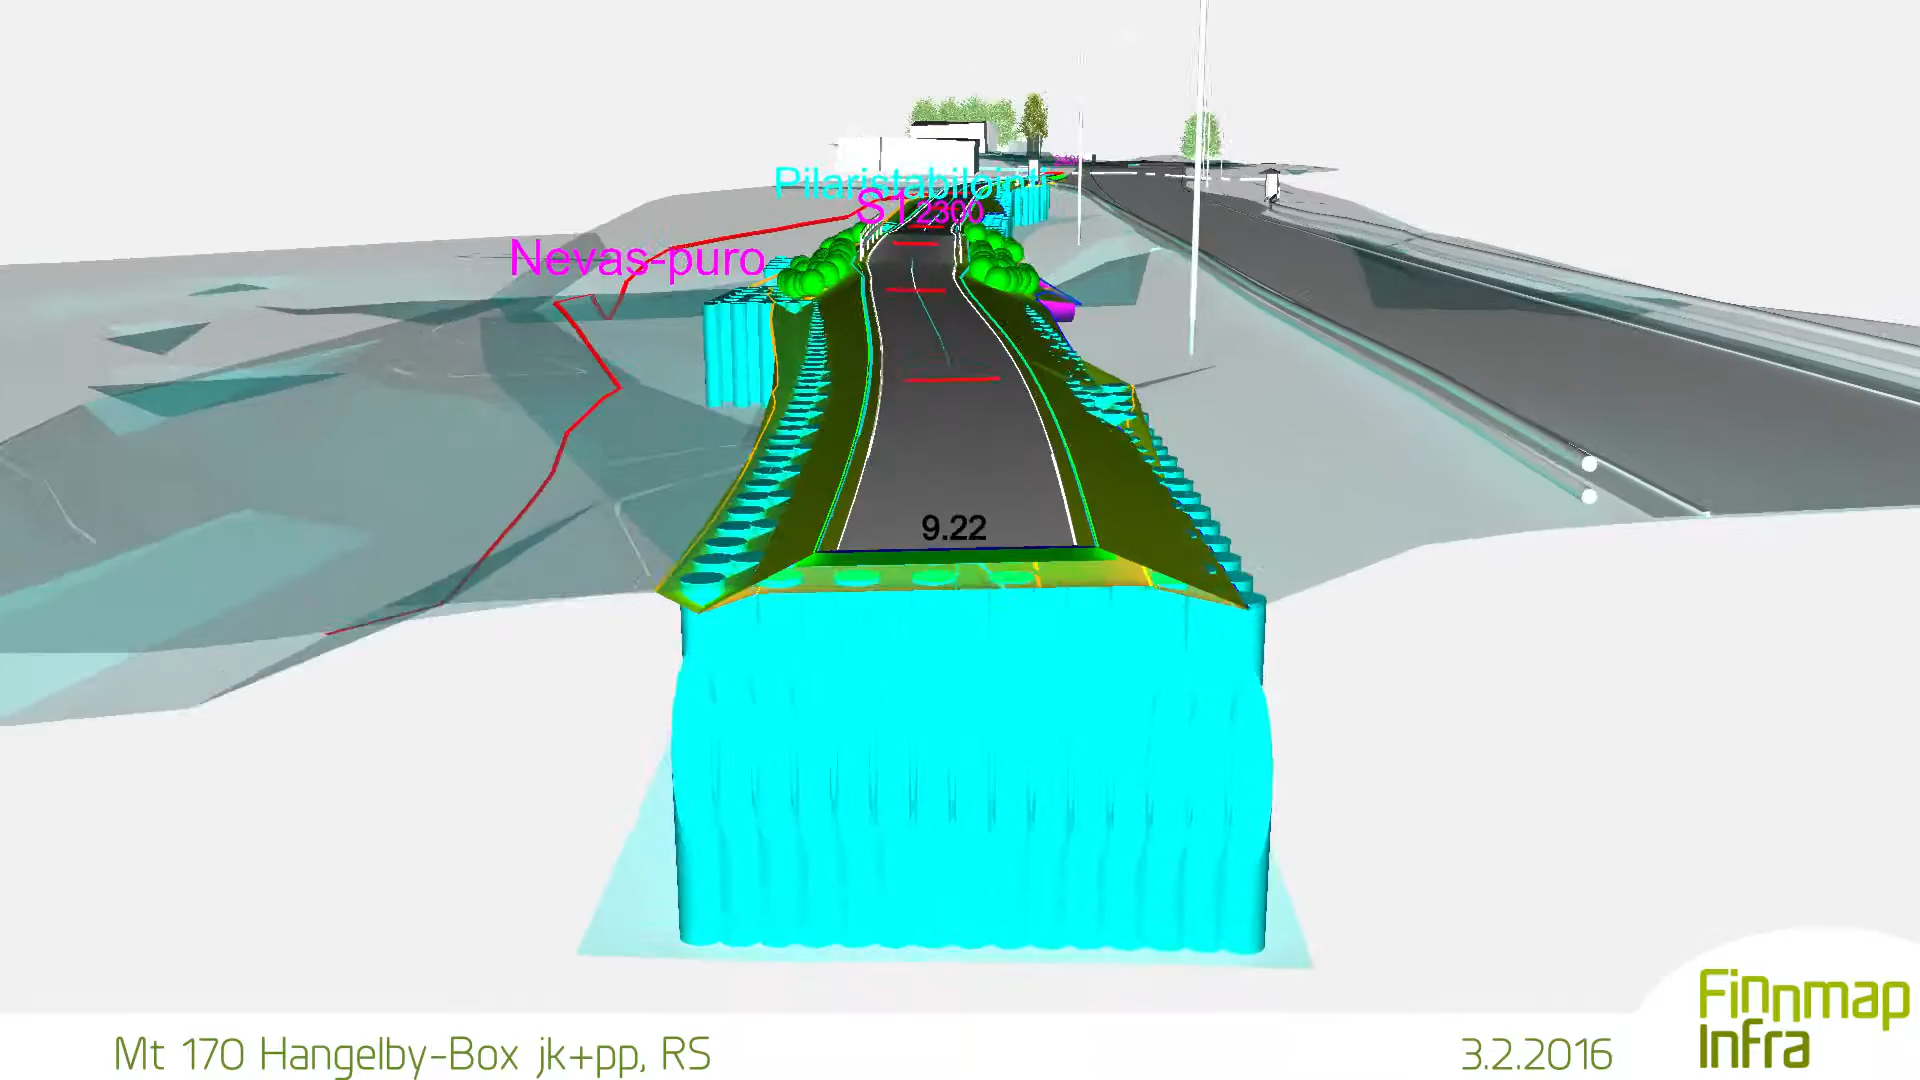 Pilaristabilointi
S1 2300
Nevas-puro
9.22
Mt 170 Hangelby-Box jk+pp, RS
3.2.2016
Finnmap
Infra